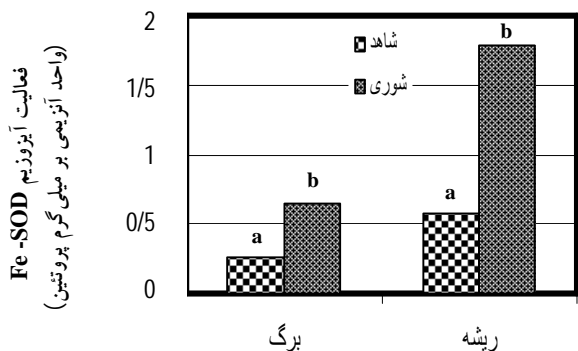 فعالیت آیزوزیم Fe -SOD
(واحد آنزیمی بر میلی گرم پروتئین)
2
1/5
1
0/5
0
شاهد
شوری
a
b
a
b
برگ
ریشه